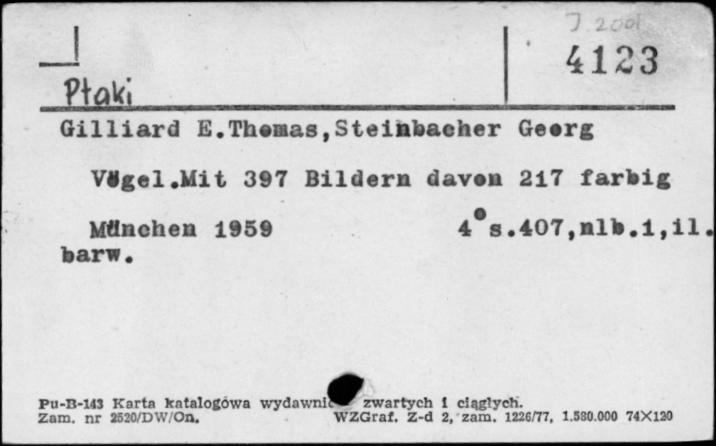 J 2001
4123
Ptaki
Gilliard E.Thomas,Steinbacher Georg
Vögel.Mit 397 Bildern davon 217 farbig
München 1959 4° s.407,nlb.1,il.
barw.
Pu-B-143 Karta katalogowa wydawnic zwartych i ciągłych.
Zam. nr 2520/DW/On. WZGraf. Z-d 2, zam. 1226/77, 1.580.000 74X120